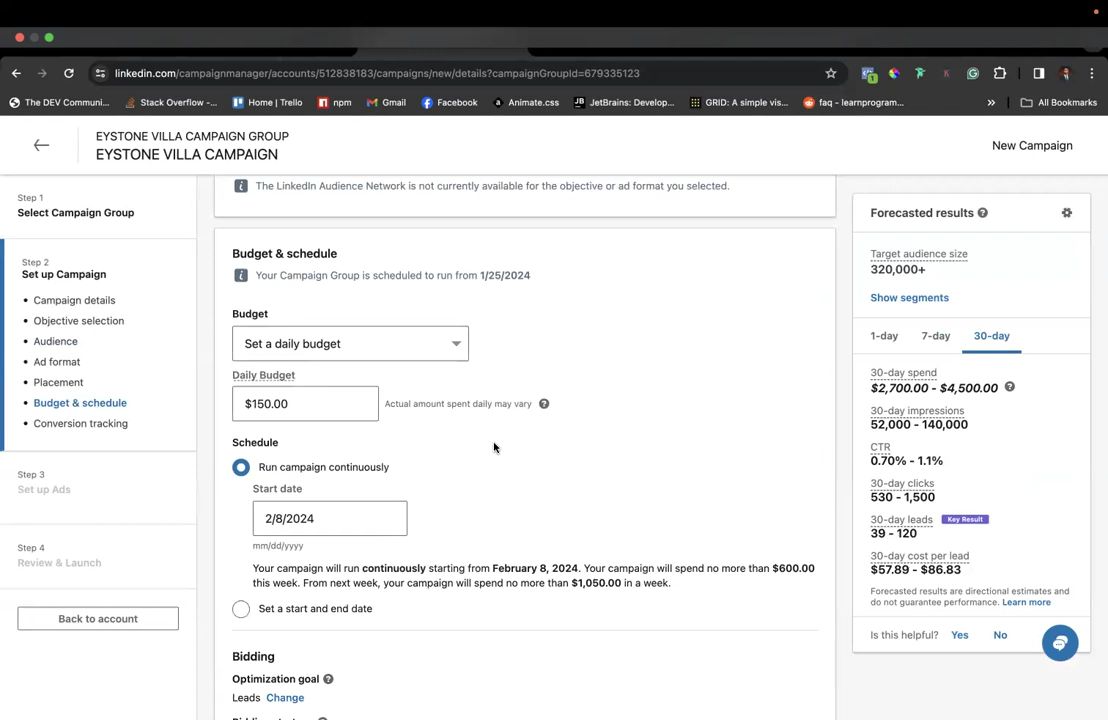 linkedin.com/campaignmanager/accounts/512838183/campaigns/new/details?campaignGroupId=679335123
1
The DEV Communi...
Stack Overflow -...
Home | Trello
npm
Gmail
Facebook
Animate.css
JetBrains: Develop...
GRID: A simple vis...
faq - learnprogram...
»
All Bookmarks
EYSTONE VILLA CAMPAIGN GROUP
EYSTONE VILLA CAMPAIGN
New Campaign
Step 1
Select Campaign Group
Step 2
Set up Campaign
• Campaign details
• Objective selection
• Audience
• Ad format
• Placement
• Budget & schedule
• Conversion tracking
Step 3
Set up Ads
Step 4
Review & Launch
Back to account
The LinkedIn Audience Network is not currently available for the objective or ad format you selected.
Budget & schedule
Your Campaign Group is scheduled to run from 1/25/2024
Budget
Set a daily budget
Daily Budget
$150.00
Actual amount spent daily may vary
Schedule
Run campaign continuously
Start date
2/8/2024
mm/dd/yyyy
Your campaign will run continuously starting from February 8, 2024. Your campaign will spend no more than $600.00
this week. From next week, your campaign will spend no more than $1,050.00 in a week.
Set a start and end date
Bidding
Optimization goal
Leads Change
Forecasted results
Target audience size
320,000+
Show segments
1-day 7-day 30-day
30-day spend
$2,700.00 - $4,500.00
30-day impressions
52,000 - 140,000
CTR
0.70% - 1.1%
30-day clicks
530 - 1,500
30-day leads Key Result
39 - 120
30-day cost per lead
$57.89 - $86.83
Forecasted results are directional estimates and
do not guarantee performance. Learn more
Is this helpful? Yes No